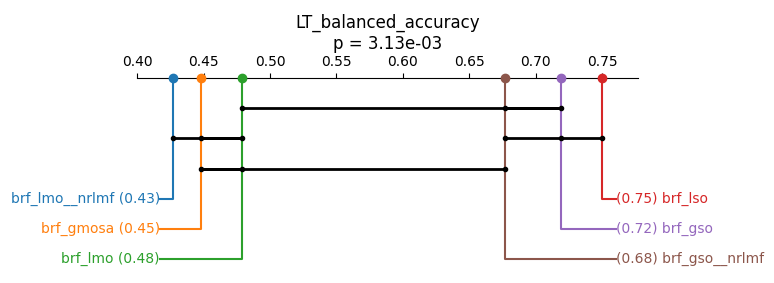 LT_balanced_accuracy
p = 3.13e-03
0.40 0.45 0.50 0.55 0.60 0.65 0.70 0.75
brf_lmo__nrlmf (0.43) (0.75) brf_lso
brf_gmosa (0.45) (0.72) brf_gso
brf_lmo (0.48) (0.68) brf_gso__nrlmf